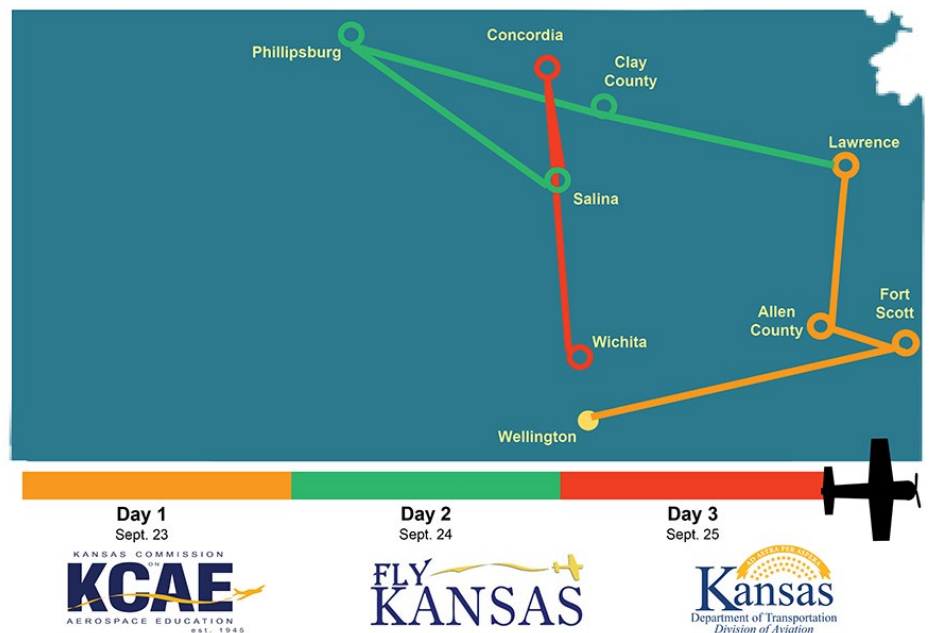 Concordia
Phillipsburg
Clay
County
Lawrence
Salina
Fort
Scott
Allen
County
Wichita
Wellington
Day 1
Sept. 23
Day 2
Sept. 24
Day 3
Sept. 25
KANSAS COMMISSION
ON
KCAE
AEROSPACE EDUCATION
est. 1945
FLY
KANSAS
AD ASTRA PER ASPERA
Kansas
Department of Transportation
Division of Aviation